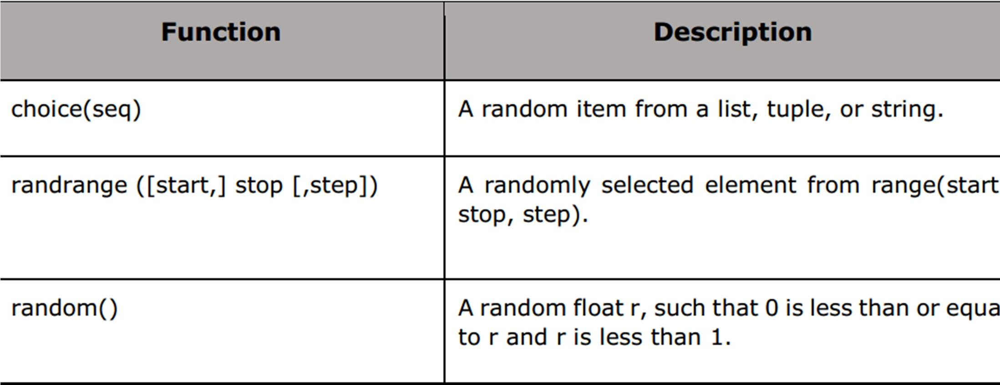 Function
Description
choice(seq)
A random item from a list, tuple, or string.
randrange ([start,] stop [,step])
A randomly selected element from range(start
stop, step).
random()
A random float r, such that 0 is less than or equa
to r and r is less than 1.